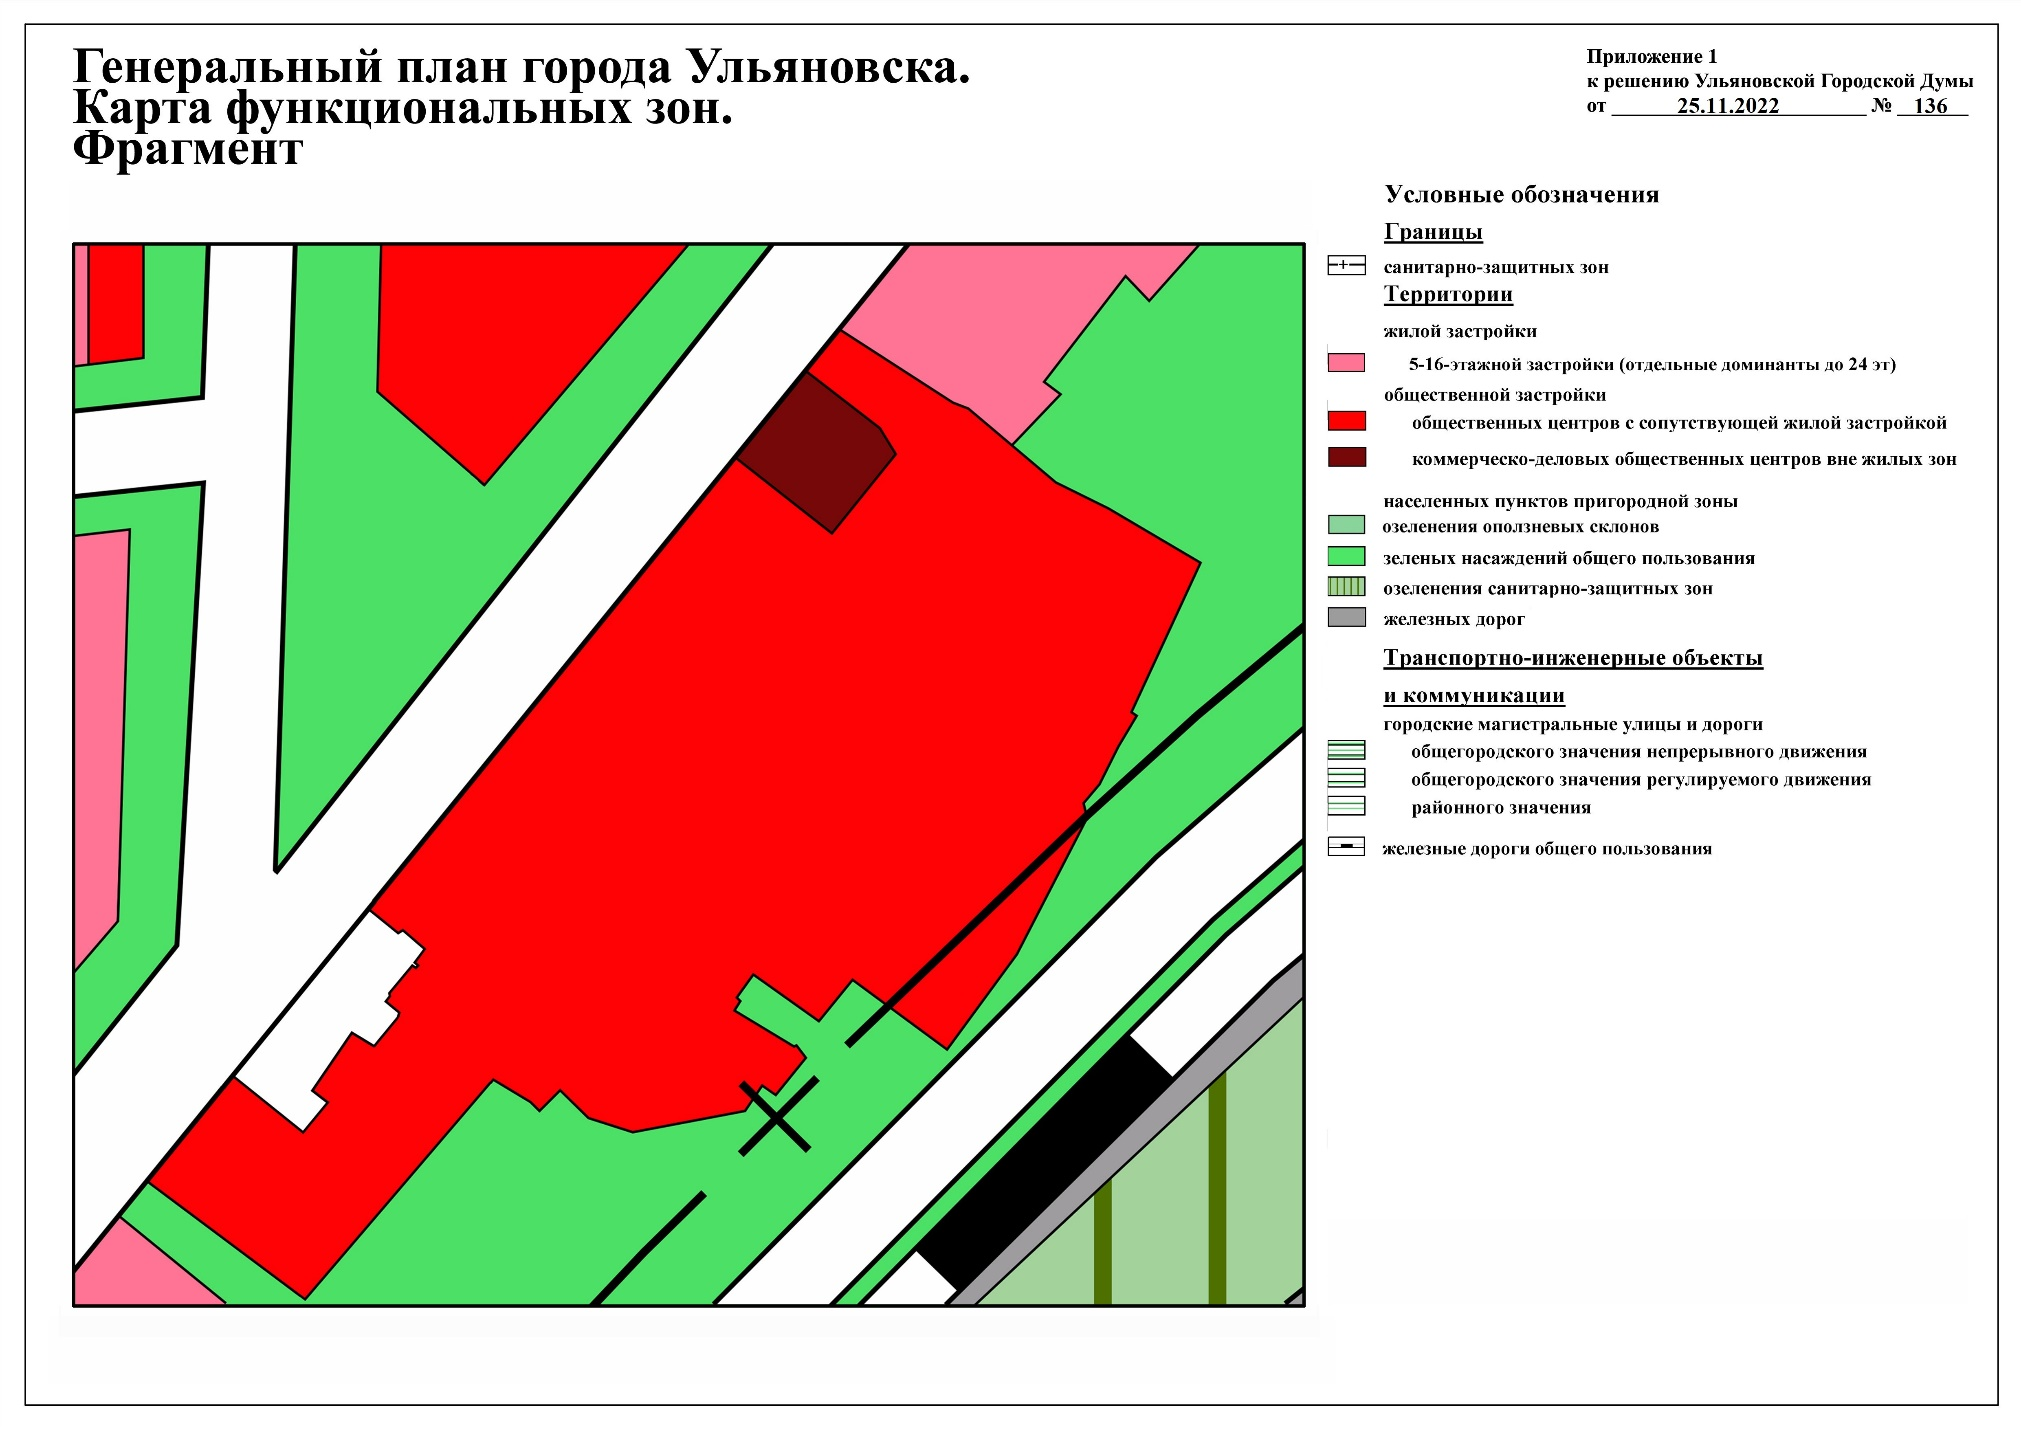 Генеральный план города Ульяновска.
Карта функциональных зон.
Фрагмент
Приложение 1
к решению Ульяновской Городской Думы
от 25.11.2022 № 136
Условные обозначения
Границы
санитарно-защитных зон
Территории
жилой застройки
5-16-этажной застройки (отдельные доминанты до 24 эт)
общественной застройки
общественных центров с сопутствующей жилой застройкой
коммерческо-деловых общественных центров вне жилых зон
населенных пунктов пригородной зоны
озеленения оползневых склонов
зеленых насаждений общего пользования
озеленения санитарно-защитных зон
железных дорог
Транспортно-инженерные объекты
и коммуникации
городские магистральные улицы и дороги
общегородского значения непрерывного движения
общегородского значения регулируемого движения
районного значения
железные дороги общего пользования